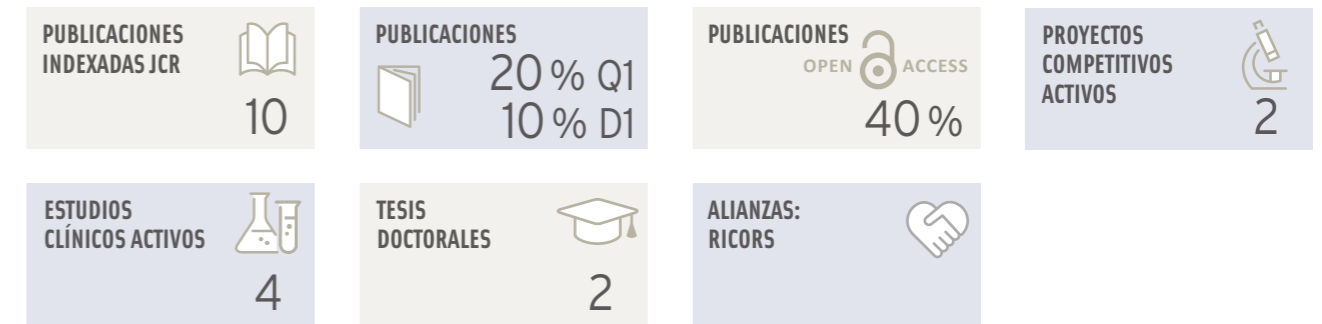 PUBLICACIONES
INDEXADAS JCR
10
PUBLICACIONES
20 % Q1
10 % D1
PUBLICACIONES
OPEN ACCESS
40 %
PROYECTOS
COMPETITIVOS
ACTIVOS
2
ESTUDIOS
CLÍNICOS ACTIVOS
4
TESIS
DOCTORALES
2
ALIANZAS:
RICORS